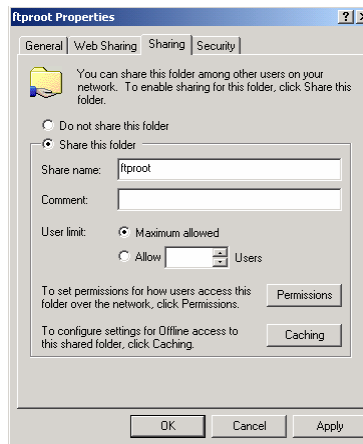 ftproot Properties
General Web Sharing Sharing Security
You can share this folder among other users on your
network. To enable sharing for this folder, click Share this
folder.
Do not share this folder
Share this folder
Share name: ftproot
Comment:
User limit: Maximum allowed
Allow Users
To set permissions for how users access this
folder over the network, click Permissions.
Permissions
To configure settings for Offline access to
this shared folder, click Caching.
Caching
OK Cancel Apply